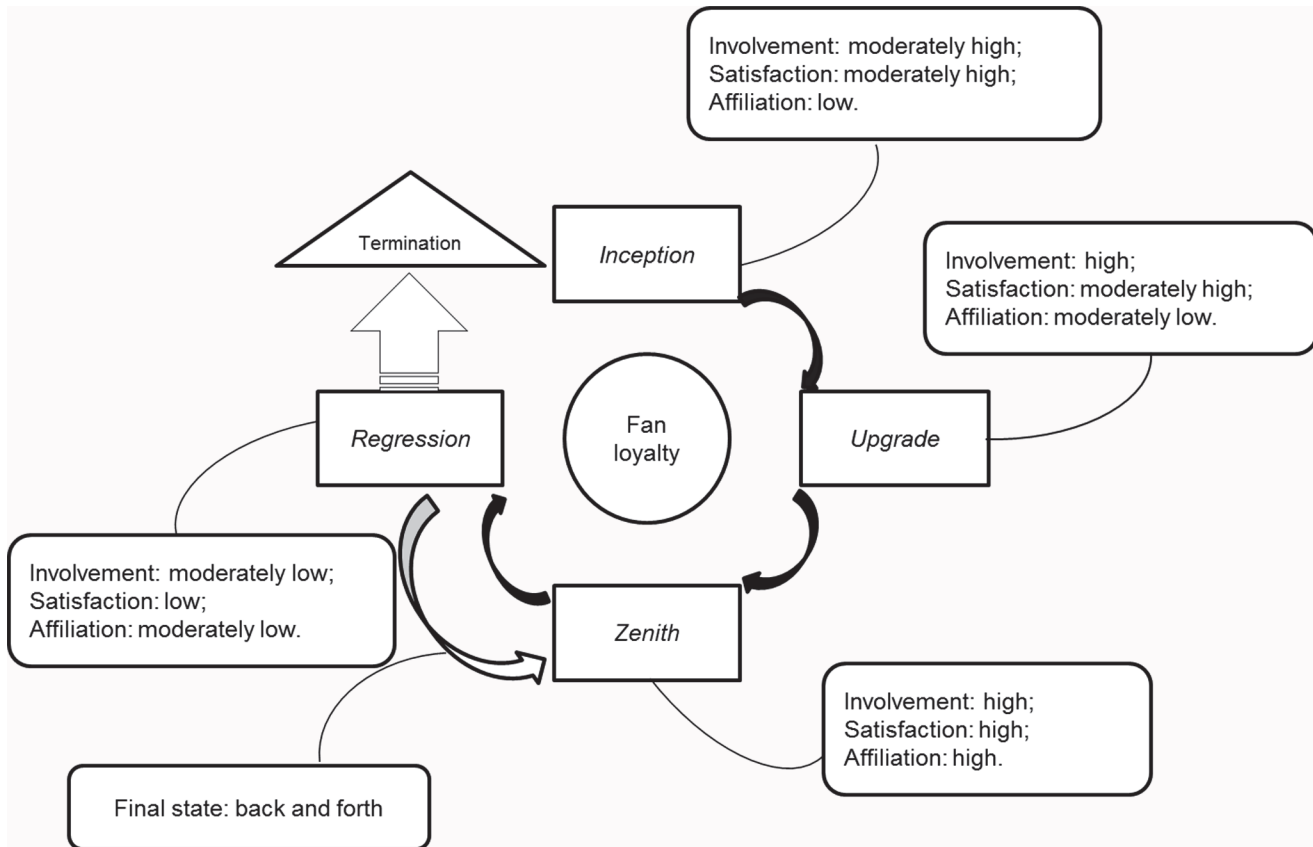 Involvement: moderately high;
Satisfaction: moderately high;
Affiliation: low.
Termination
Inception
Involvement: high;
Satisfaction: moderately high;
Affiliation: moderately low.
Regression
Fan
loyalty
Upgrade
Involvement: moderately low;
Satisfaction: low;
Affiliation: moderately low.
Zenith
Involvement: high;
Satisfaction: high;
Affiliation: high.
Final state: back and forth